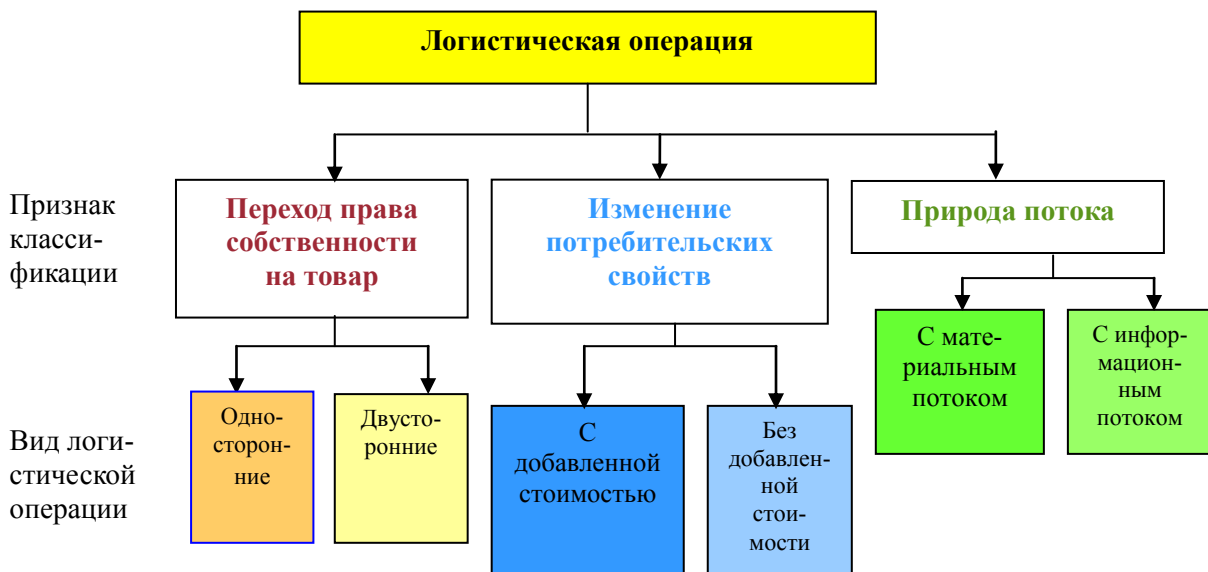 Логистическая операция
Признак
класси-
фикации
Переход права
собственности
на товар
Изменение
потребительских
свойств
Природа потока
Вид логи-
стической
операции
Одно-
сторон-
ние
Двусто-
ронние
С
добавленной
стоимостью
Без
добавлен-
ной
стои-
мости
С мате-
риальным
потоком
С инфор-
мацион-
ным
потоком